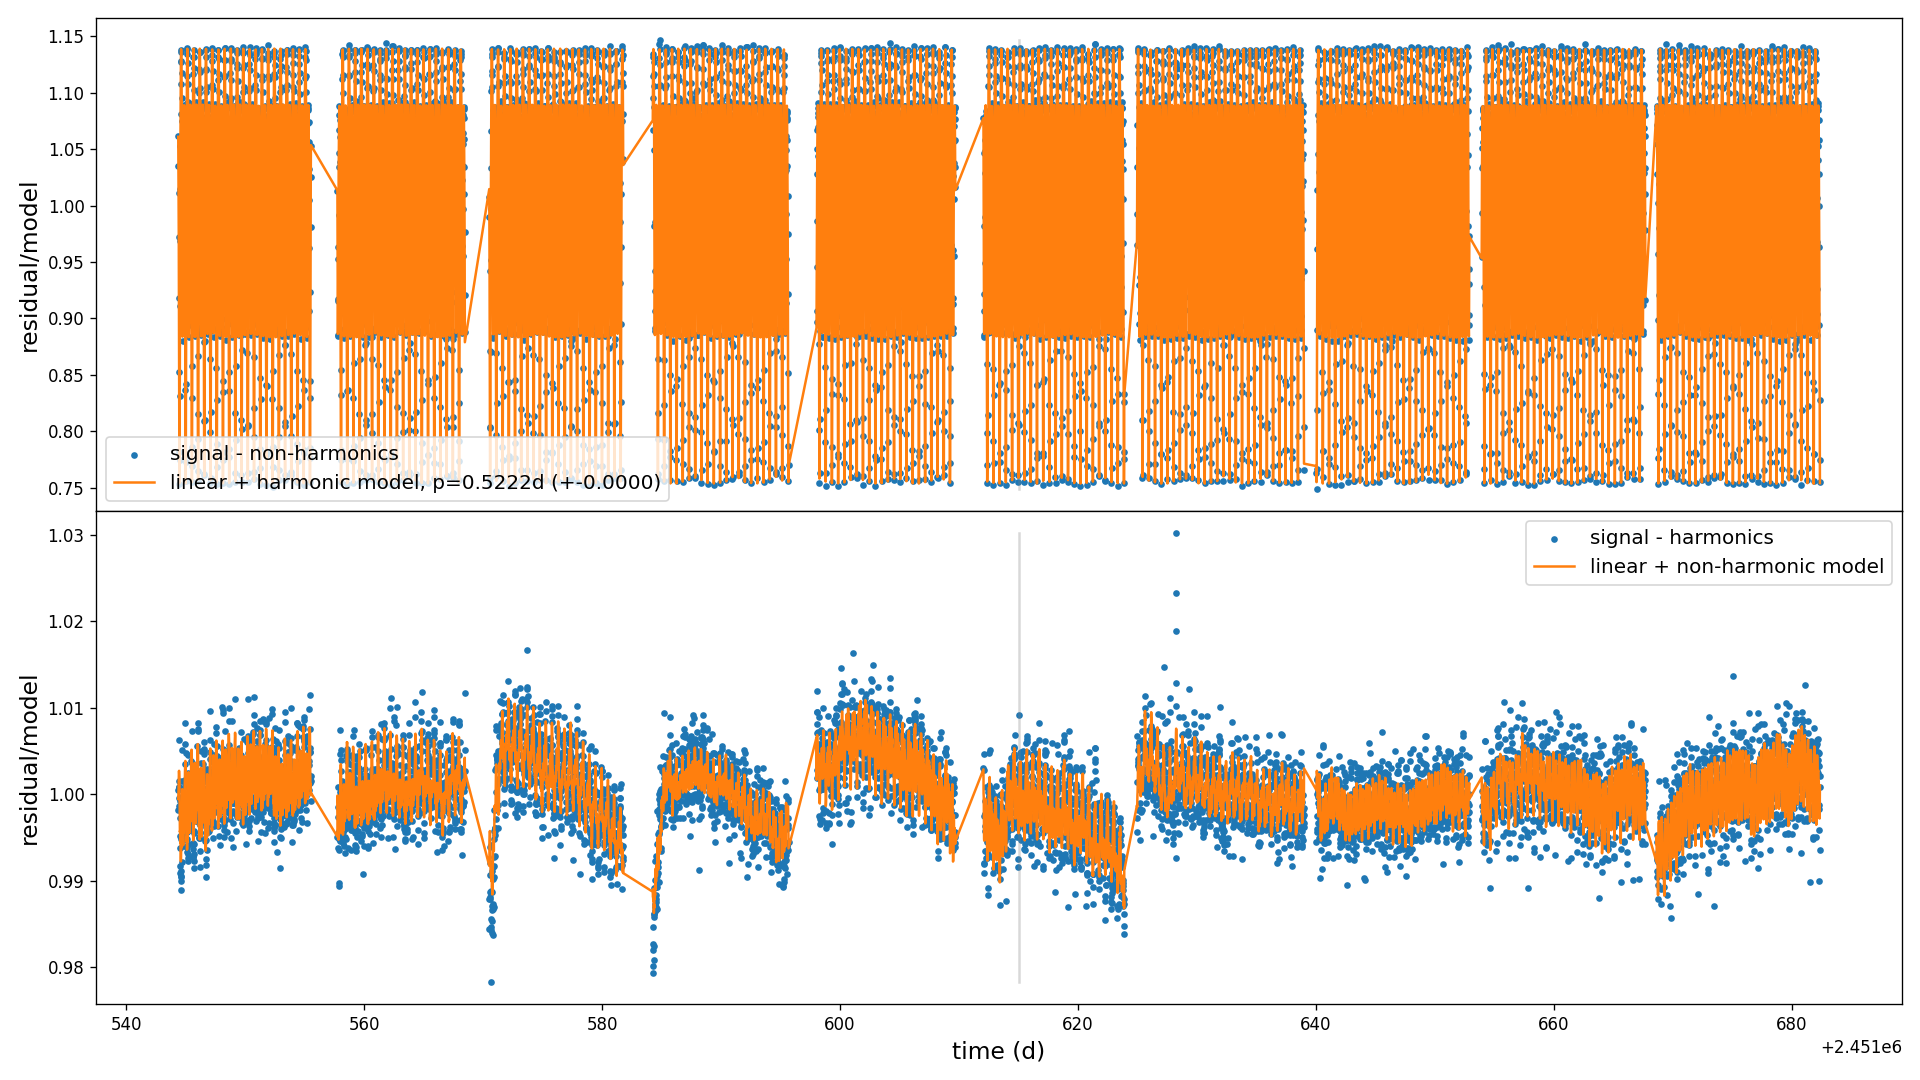 1.15
1.10
1.05
1.00
0.95
0.90
0.85
0.80
0.75
residual/model
signal - non-harmonics
linear + harmonic model, p=0.5222d (+-0.0000)
1.03
1.02
1.01
1.00
0.99
0.98
residual/model
signal - harmonics
linear + non-harmonic model
540 560 580 600 620 640 660 680
time (d)
+2.451e6